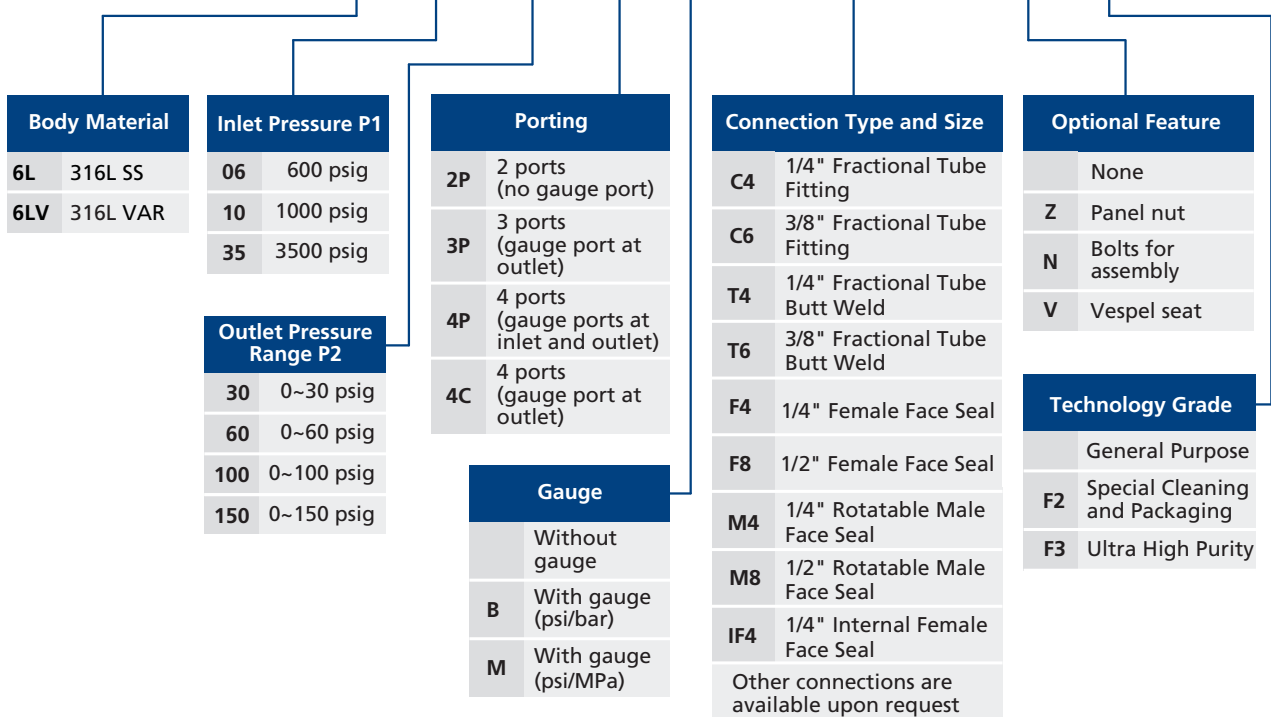 Body Material
6L 316L SS
6LV 316L VAR
Inlet Pressure P1
06 600 psig
10 1000 psig
35 3500 psig
Outlet Pressure
Range P2
30 0~30 psig
60 0~60 psig
100 0~100 psig
150 0~150 psig
Porting
2P 2 ports
(no gauge port)
3P 3 ports
(gauge port at
outlet)
4P 4 ports
(gauge ports at
inlet and outlet)
4C 4 ports
(gauge port at
outlet)
Gauge
Without
gauge
B With gauge
(psi/bar)
M With gauge
(psi/MPa)
Connection Type and Size
C4 1/4" Fractional Tube
Fitting
C6 3/8" Fractional Tube
Fitting
T4 1/4" Fractional Tube
Butt Weld
T6 3/8" Fractional Tube
Butt Weld
F4 1/4" Female Face Seal
F8 1/2" Female Face Seal
M4 1/4" Rotatable Male
Face Seal
M8 1/2" Rotatable Male
Face Seal
IF4 1/4" Internal Female
Face Seal
Other connections are
available upon request
Optional Feature
None
Z Panel nut
N Bolts for
assembly
V Vespel seat
Technology Grade
General Purpose
F2 Special Cleaning
and Packaging
F3 Ultra High Purity